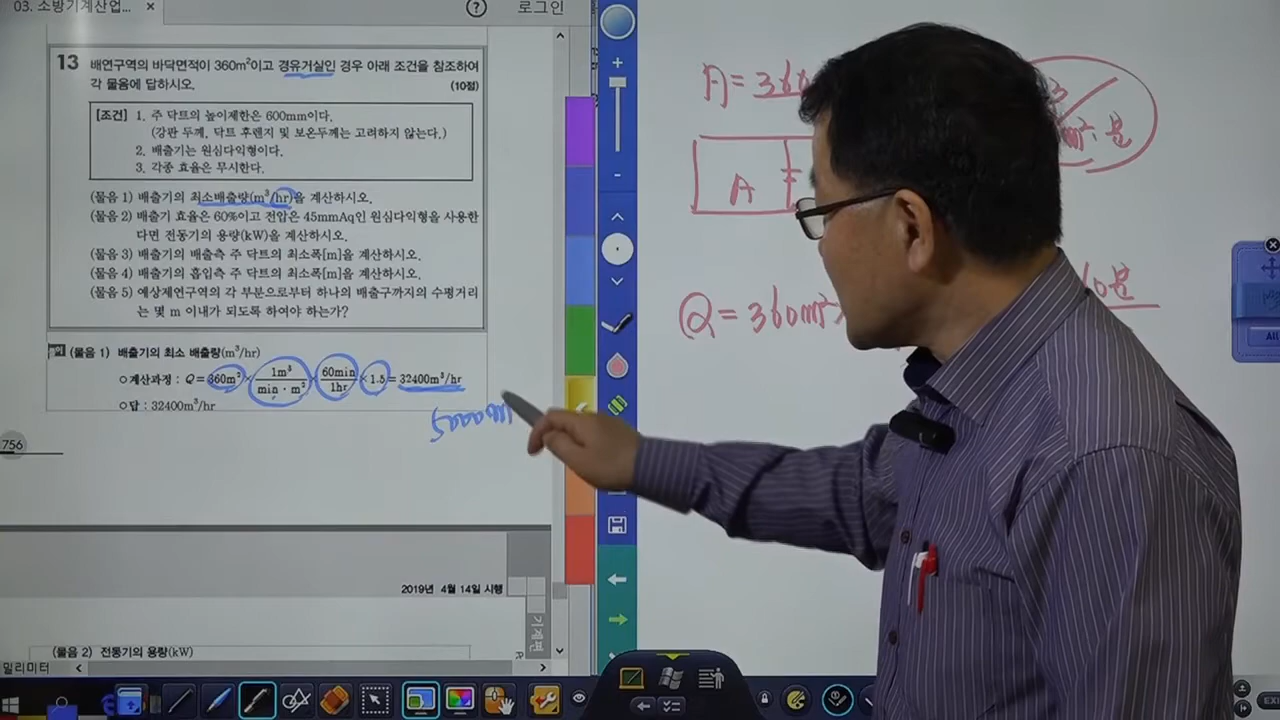 03. 소방기계산업...
로그인
13 배연구역의 바닥면적이 360m²이고 경유거실인 경우 아래 조건을 참조하여
각 물음에 답하시오. (10점)
[조건] 1. 주 닥트의 높이제한은 600mm이다.
(강판 두께, 닥트 후렌지 및 보온두께는 고려하지 않는다.)
2. 배출기는 원심다익형이다.
3. 각종 효율은 무시한다.
(물음 1) 배출기의 최소배출량(m³/hr)을 계산하시오.
(물음 2) 배출기 효율은 60%이고 전압은 45mmAq인 원심다익형을 사용한
다면 전동기의 용량(kW)을 계산하시오.
(물음 3) 배출기의 배출측 주 닥트의 최소폭[m]을 계산하시오.
(물음 4) 배출기의 흡입측 주 닥트의 최소폭[m]을 계산하시오.
(물음 5) 예상제연구역의 각 부분으로부터 하나의 배출구까지의 수평거리
는 몇 m 이내가 되도록 하여야 하는가?
(물음 1) 배출기의 최소 배출량(m³/hr)
○계산과정 : Q=360m²×1m³/min·m²×60min/1hr×1.5=32400m³/hr
○답 : 32400m³/hr
5000m
756
2019년 4월 14일 시행
기계편
(물음 2) 전동기의 용량(kW)
밀리미터
A = 360
m²·분
A
Q = 360m²
분
All